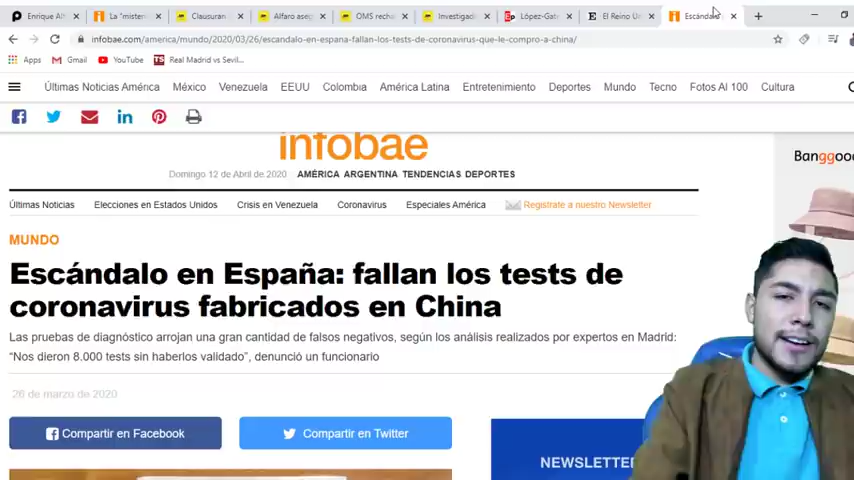 Enrique Alf
La "misteri
Clausuran
Alfaro aseg
OMS recha
Investigaci
López-Gate
El Reino Un
Escándalo
infobae.com/america/mundo/2020/03/26/escandalo-en-espana-fallan-los-tests-de-coronavirus-que-le-compro-a-china/
Apps Gmail YouTube Real Madrid vs Sevil...
Últimas Noticias América México Venezuela EEUU Colombia América Latina Entretenimiento Deportes Mundo Tecno Fotos Al 100 Cultura
infobae
Domingo 12 de Abril de 2020 AMÉRICA ARGENTINA TENDENCIAS DEPORTES
Últimas Noticias Elecciones en Estados Unidos Crisis en Venezuela Coronavirus Especiales América Registrate a nuestro Newsletter
Banggood
MUNDO
Escándalo en España: fallan los tests de
coronavirus fabricados en China
Las pruebas de diagnóstico arrojan una gran cantidad de falsos negativos, según los análisis realizados por expertos en Madrid:
“Nos dieron 8.000 tests sin haberlos validado”, denunció un funcionario
26 de marzo de 2020
Compartir en Facebook Compartir en Twitter
NEWSLETTE